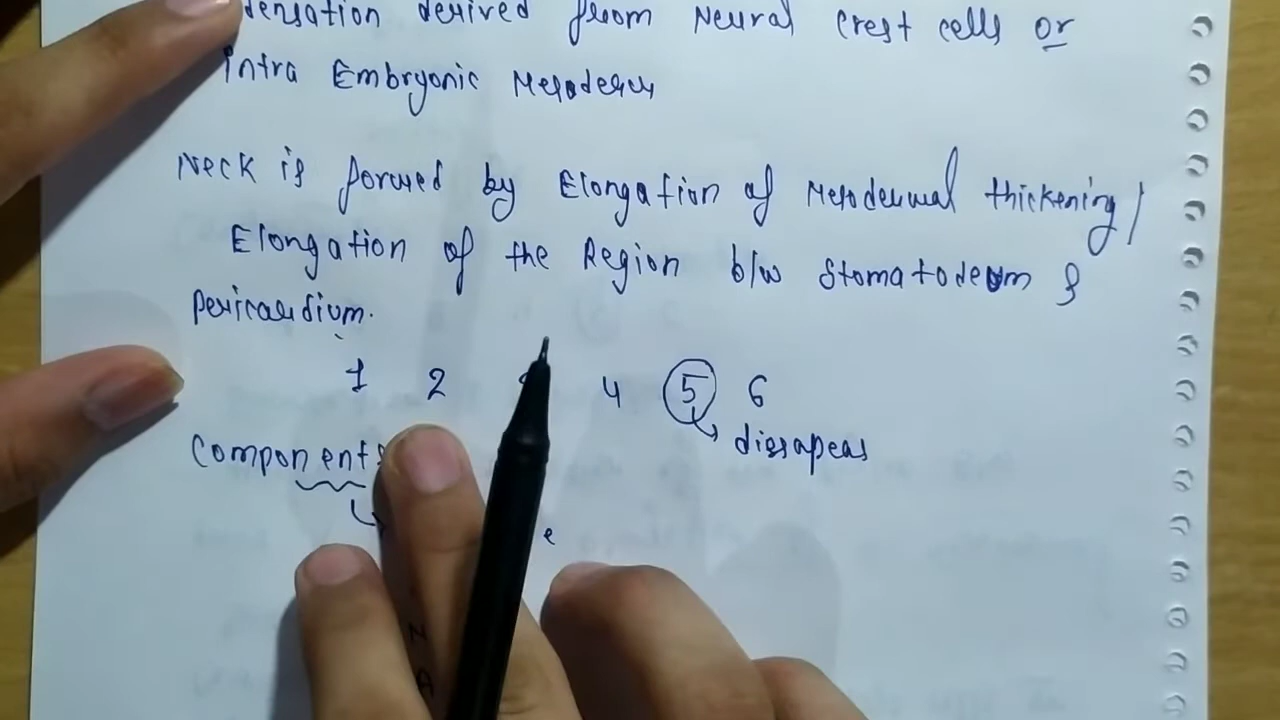 densation derived from Neural Crest cells or
Intra Embryonic Mesoderm
Neck is formed by Elongation of Mesodermal thickening /
Elongation of the Region b/w Stomatodeum &
Pericardium.
1 2 4 5 6
dissapears
Components
e
N
A